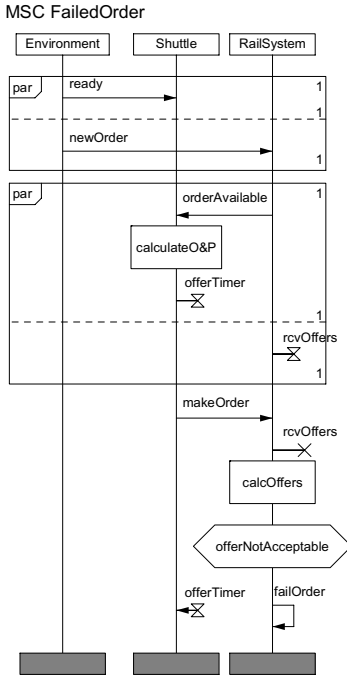 MSC FailedOrder
Environment Shuttle RailSystem
par ready 1
1
newOrder
1
par orderAvailable 1
calculateO&P
offerTimer
1
rcvOffers
1
makeOrder
rcvOffers
calcOffers
offerNotAcceptable
offerTimer failOrder